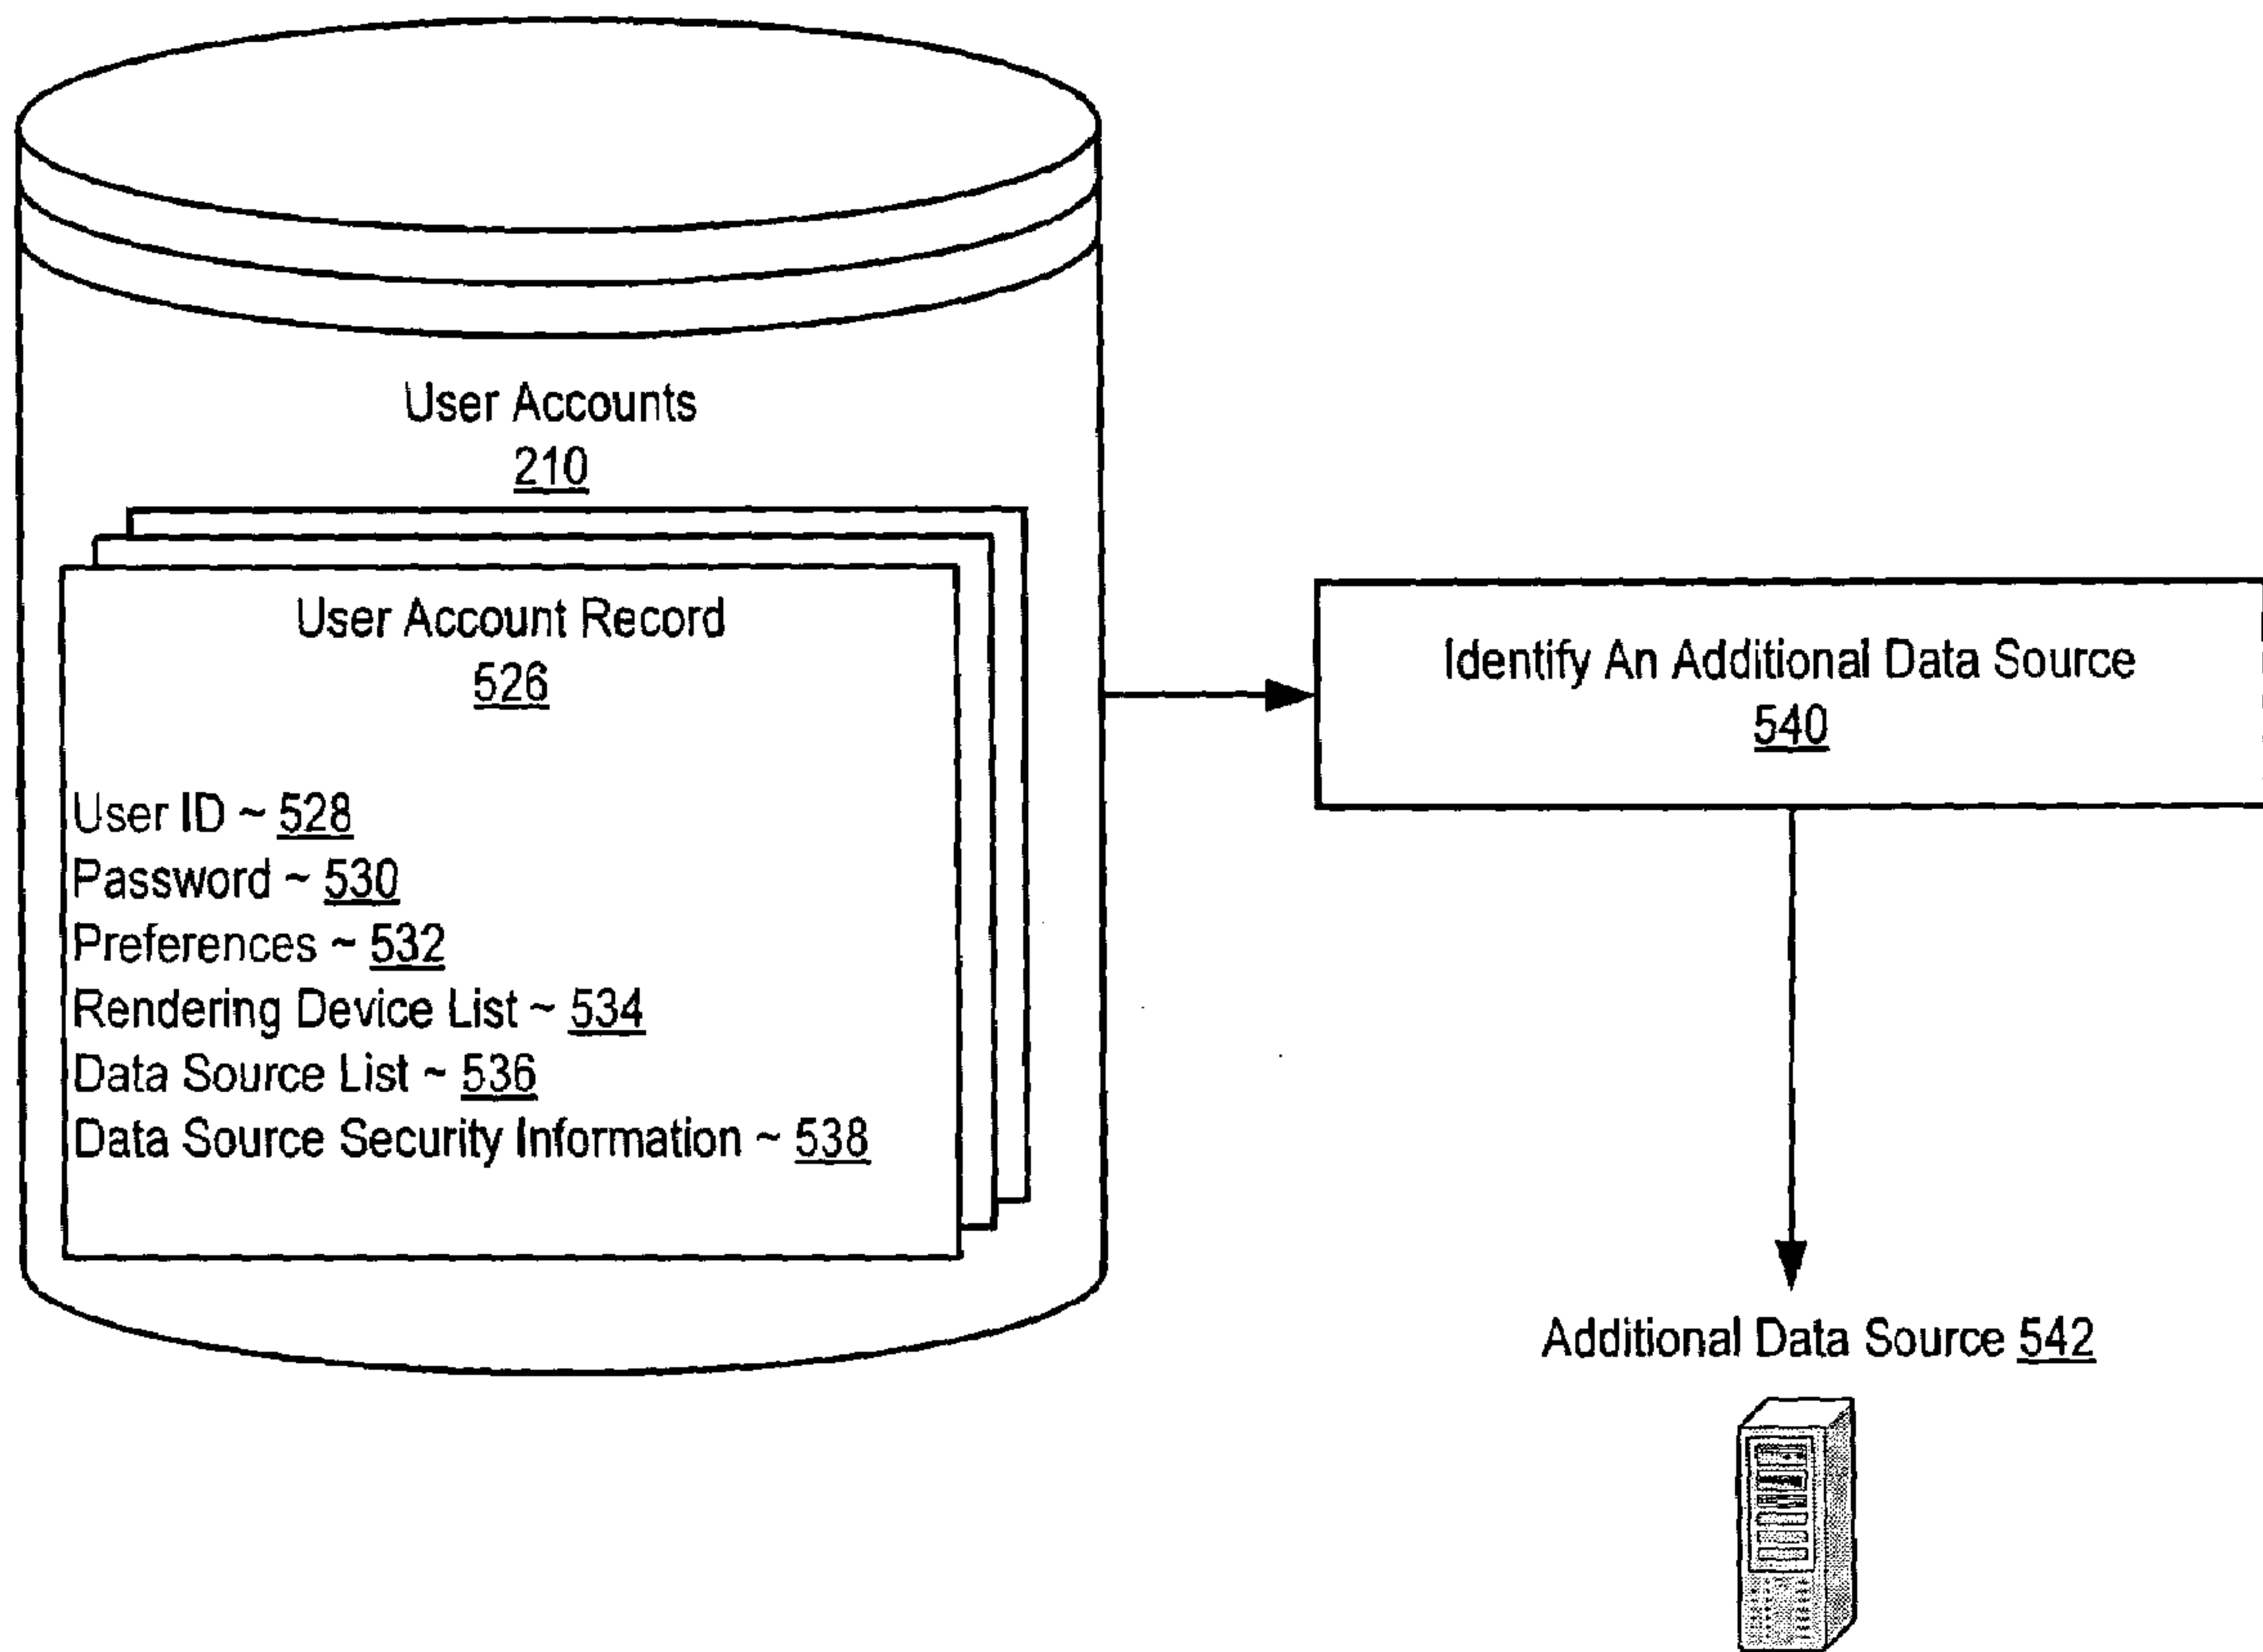 User Accounts
210
User Account Record
526
User ID ~ 528
Password ~ 530
Preferences ~ 532
Rendering Device List ~ 534
Data Source List ~ 536
Data Source Security Information ~ 538
Identify An Additional Data Source
540
Additional Data Source 542